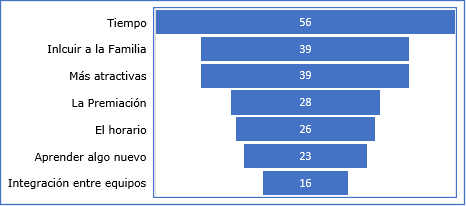 Tiempo 56
Inlcuir a la Familia 39
Más atractivas 39
La Premiación 28
El horario 26
Aprender algo nuevo 23
Integración entre equipos 16